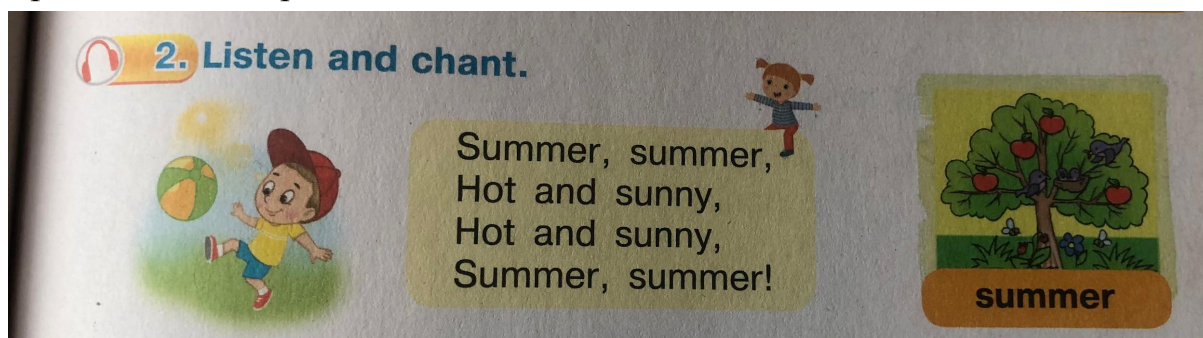 2. Listen and chant.
Summer, summer,
Hot and sunny,
Hot and sunny,
Summer, summer!
summer